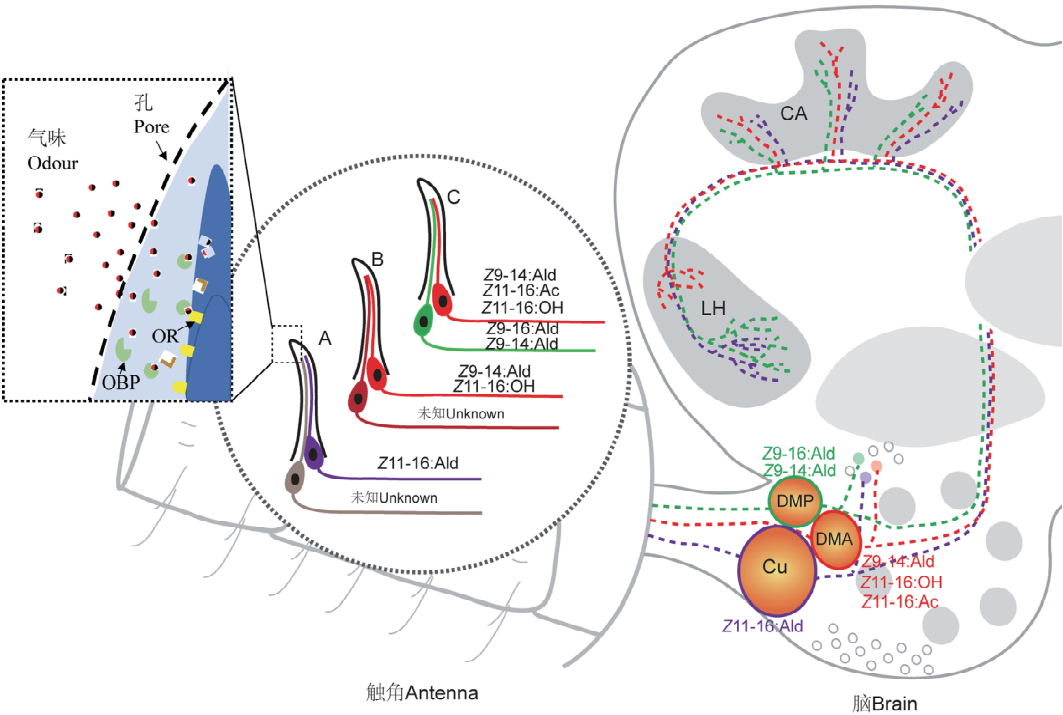 孔
Pore
气味
Odour
OR
OBP
A
B
C
Z9-14:Ald
Z11-16:Ac
Z11-16:OH
Z9-16:Ald
Z9-14:Ald
Z9-14:Ald
Z11-16:OH
未知Unknown
Z11-16:Ald
未知Unknown
触角Antenna
CA
LH
Z9-16:Ald
Z9-14:Ald
DMP
DMA
Cu
Z9-14:Ald
Z11-16:OH
Z11-16:Ac
Z11-16:Ald
脑Brain